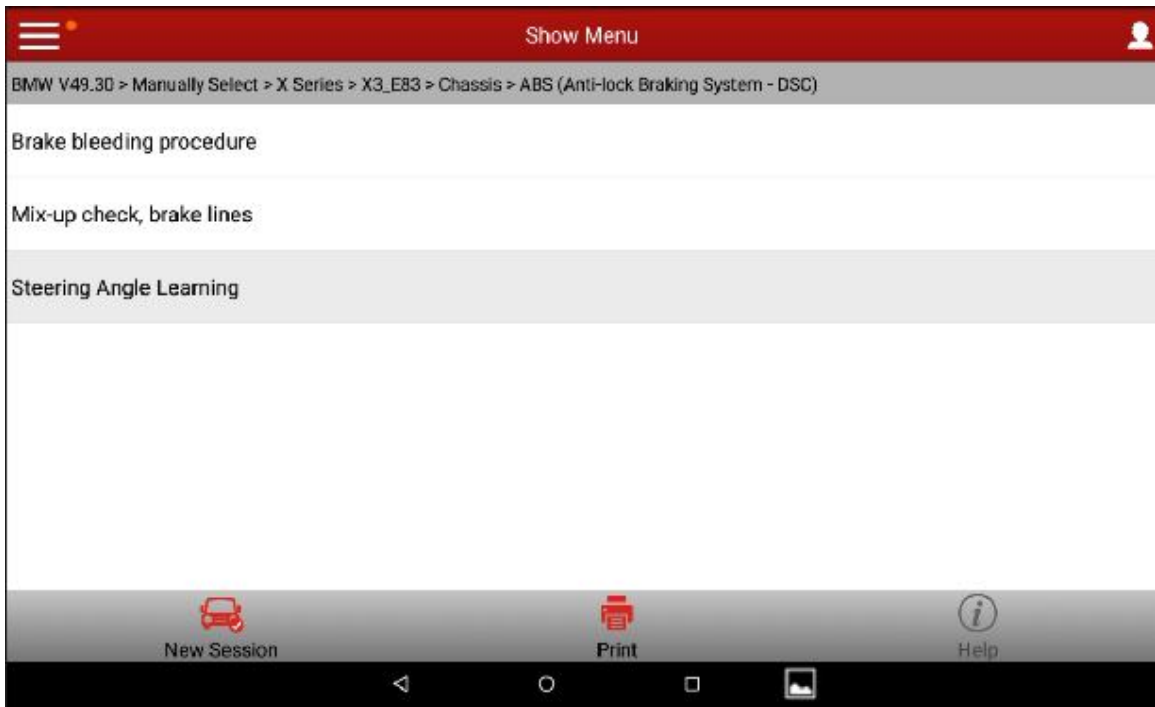 Show Menu
BMW V49.30 > Manually Select > X Series > X3_E83 > Chassis > ABS (Anti-lock Braking System - DSC)
Brake bleeding procedure
Mix-up check, brake lines
Steering Angle Learning
New Session
Print
Help